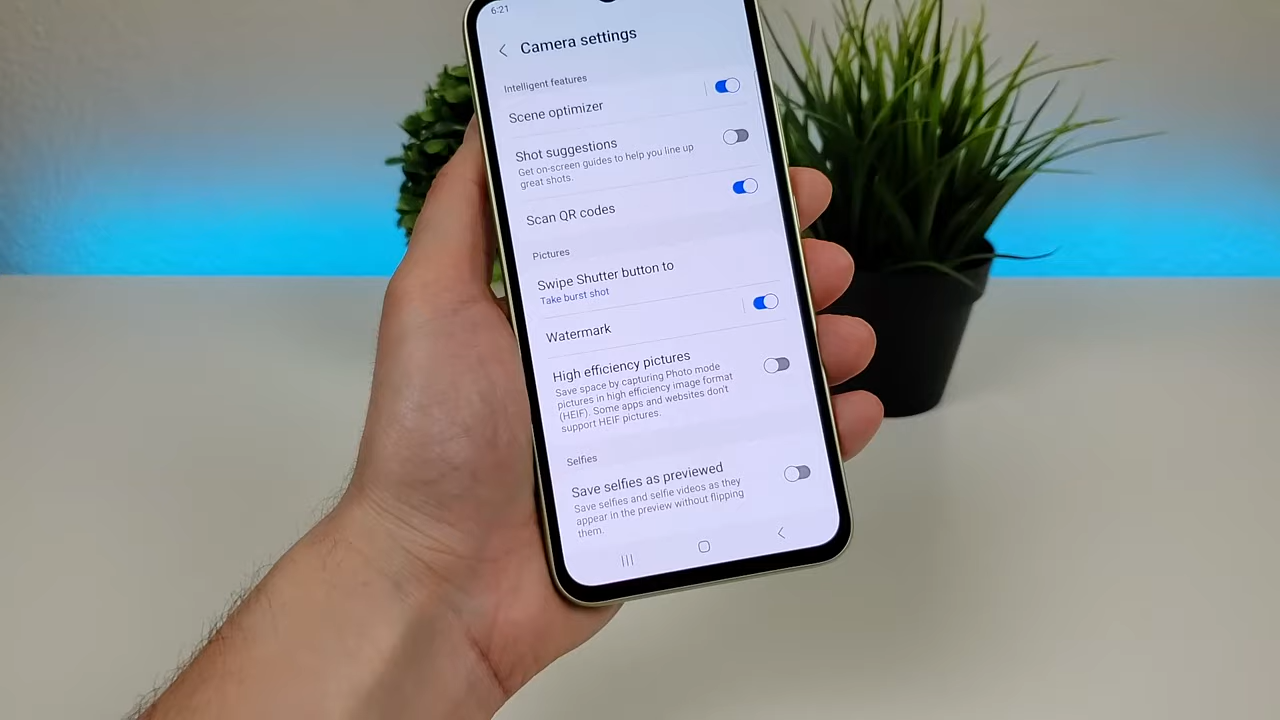 6:21
Camera settings
Intelligent features
Scene optimizer
Shot suggestions
Get on-screen guides to help you line up
great shots.
Scan QR codes
Pictures
Swipe Shutter button to
Take burst shot
Watermark
High efficiency pictures
Save space by capturing Photo mode
pictures in high efficiency image format
(HEIF). Some apps and websites don't
support HEIF pictures.
Selfies
Save selfies as previewed
Save selfies and selfie videos as they
appear in the preview without flipping
them.